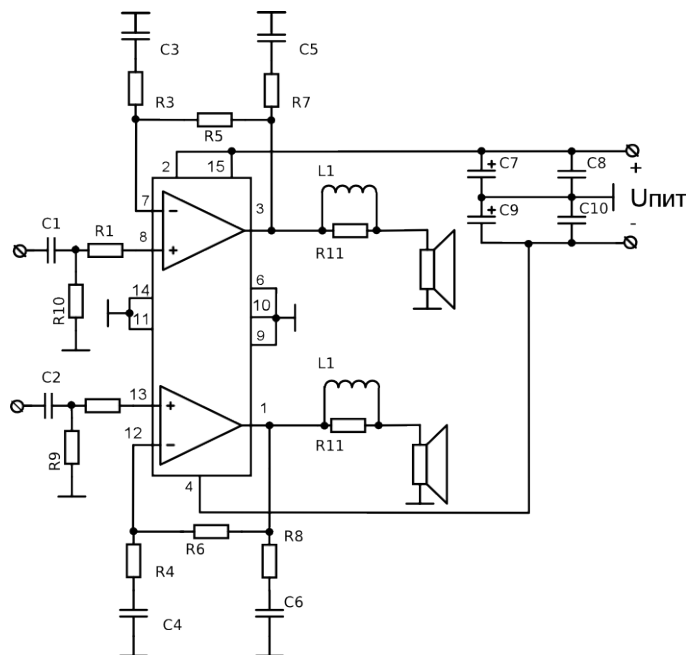 C3
C5
R3
R7
R5
2
15
C7
C8
+
+
L1
Uпит
7
3
C9
C10
+
−
C1
R1
8
−
+
-
R11
R10
14
6
10
11
9
L1
C2
13
1
+
12
−
R11
R9
4
R6
R8
R4
C6
C4